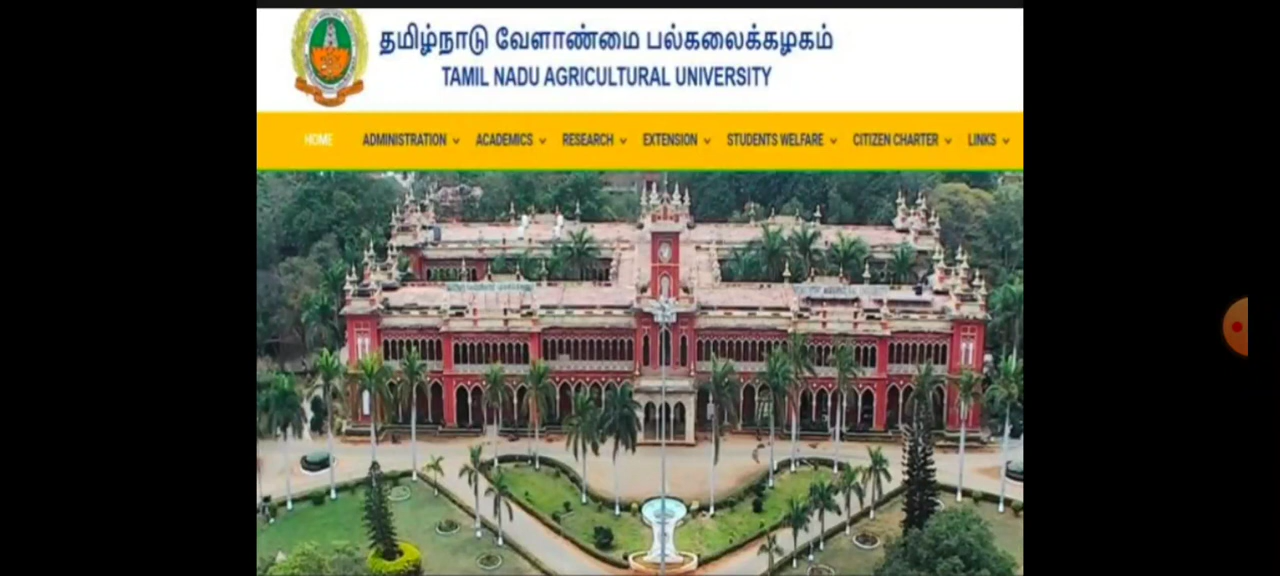 தமிழ்நாடு வேளாண்மை பல்கலைக்கழகம்
TAMIL NADU AGRICULTURAL UNIVERSITY
HOME ADMINISTRATION ACADEMICS RESEARCH EXTENSION STUDENTS WELFARE CITIZEN CHARTER LINKS